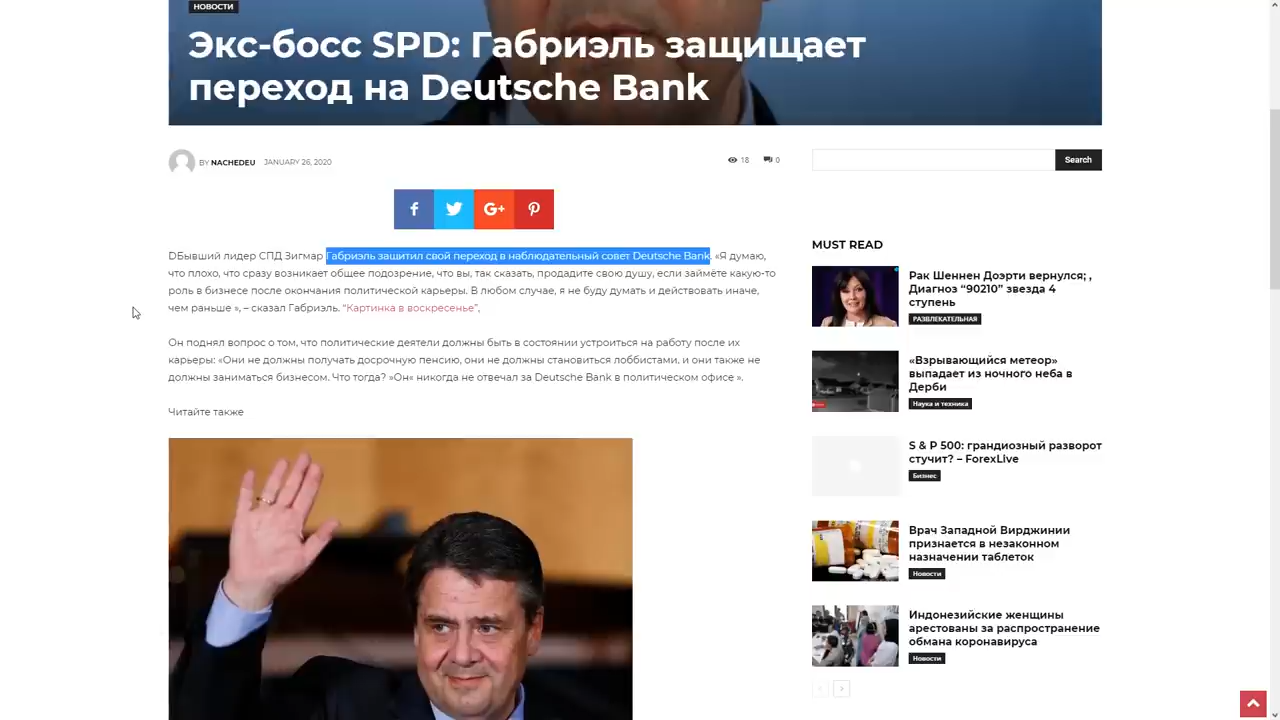 НОВОСТИ
Экс-босс SPD: Габриэль защищает
переход на Deutsche Bank
BY NACHEDEU JANUARY 26, 2020
18 0
Search
DБывший лидер СПД Зигмар Габриэль защитил свой переход в наблюдательный совет Deutsche Bank. «Я думаю,
что плохо, что сразу возникает общее подозрение, что вы, так сказать, продадите свою душу, если займёте какую-то
роль в бизнесе после окончания политической карьеры. В любом случае, я не буду думать и действовать иначе,
чем раньше », – сказал Габриэль. “Картинка в воскресенье”,
Он поднял вопрос о том, что политические деятели должны быть в состоянии устроиться на работу после их
карьеры: «Они не должны получать досрочную пенсию, они не должны становиться лоббистами, и они также не
должны заниматься бизнесом. Что тогда? »Он« никогда не отвечал за Deutsche Bank в политическом офисе ».
Читайте также
MUST READ
Рак Шеннен Доэрти вернулся; ,
Диагноз “90210” звезда 4
ступень
РАЗВЛЕКАТЕЛЬНАЯ
«Взрывающийся метеор»
выпадает из ночного неба в
Дерби
Наука и техника
S & P 500: грандиозный разворот
стучит? – ForexLive
Бизнес
Врач Западной Вирджинии
признается в незаконном
назначении таблеток
Новости
Индонезийские женщины
арестованы за распространение
обмана коронавируса
Новости